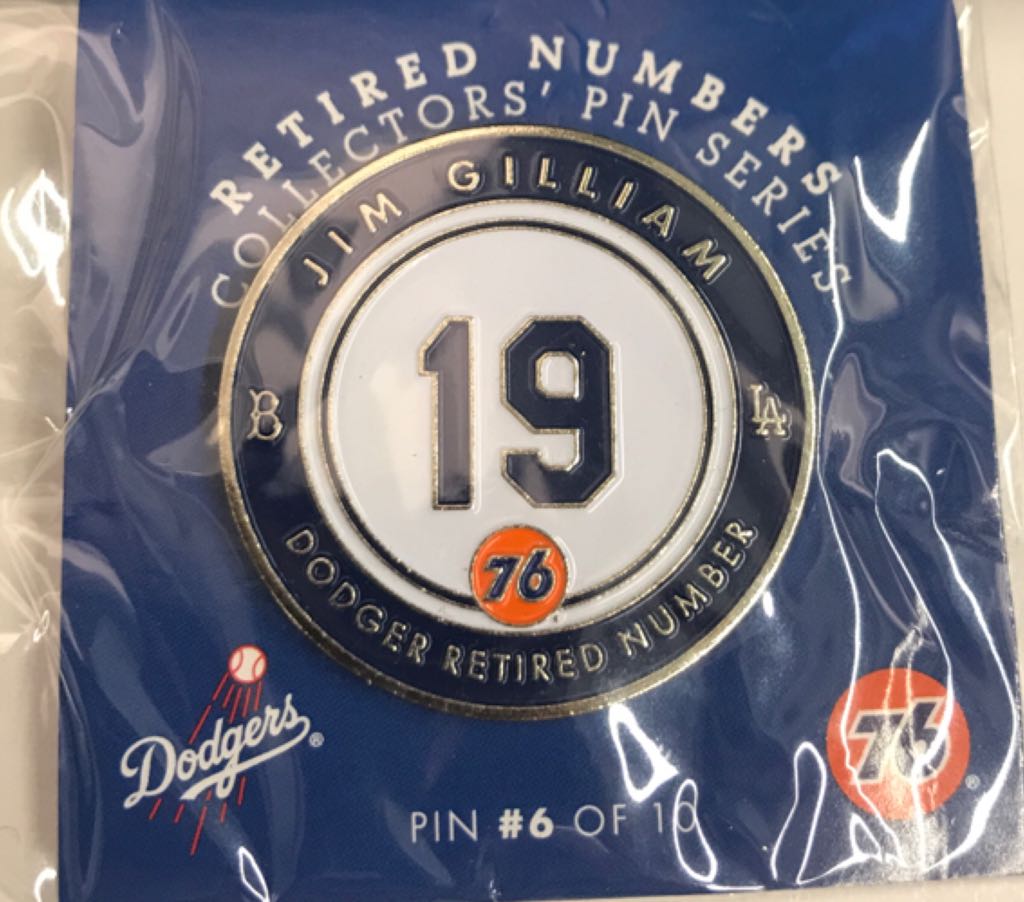 RETIRED NUMBERS
COLLECTORS' PIN SERIES
JIM GILLIAM
B
19
LA
76
DODGER RETIRED NUMBER
Dodgers®
76®
PIN #6 OF 10